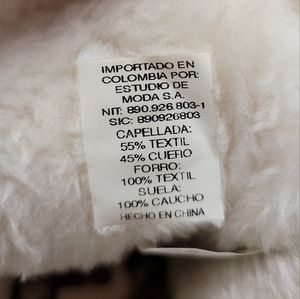 IMPORTADO EN
COLOMBIA POR:
ESTUDIO DE
MODA S.A.
NIT: 890.926.803-1
SIC: 890926803
CAPELLADA:
55% TEXTIL
45% CUERO
FORRO:
100% TEXTIL
SUELA:
100% CAUCHO
HECHO EN CHINA